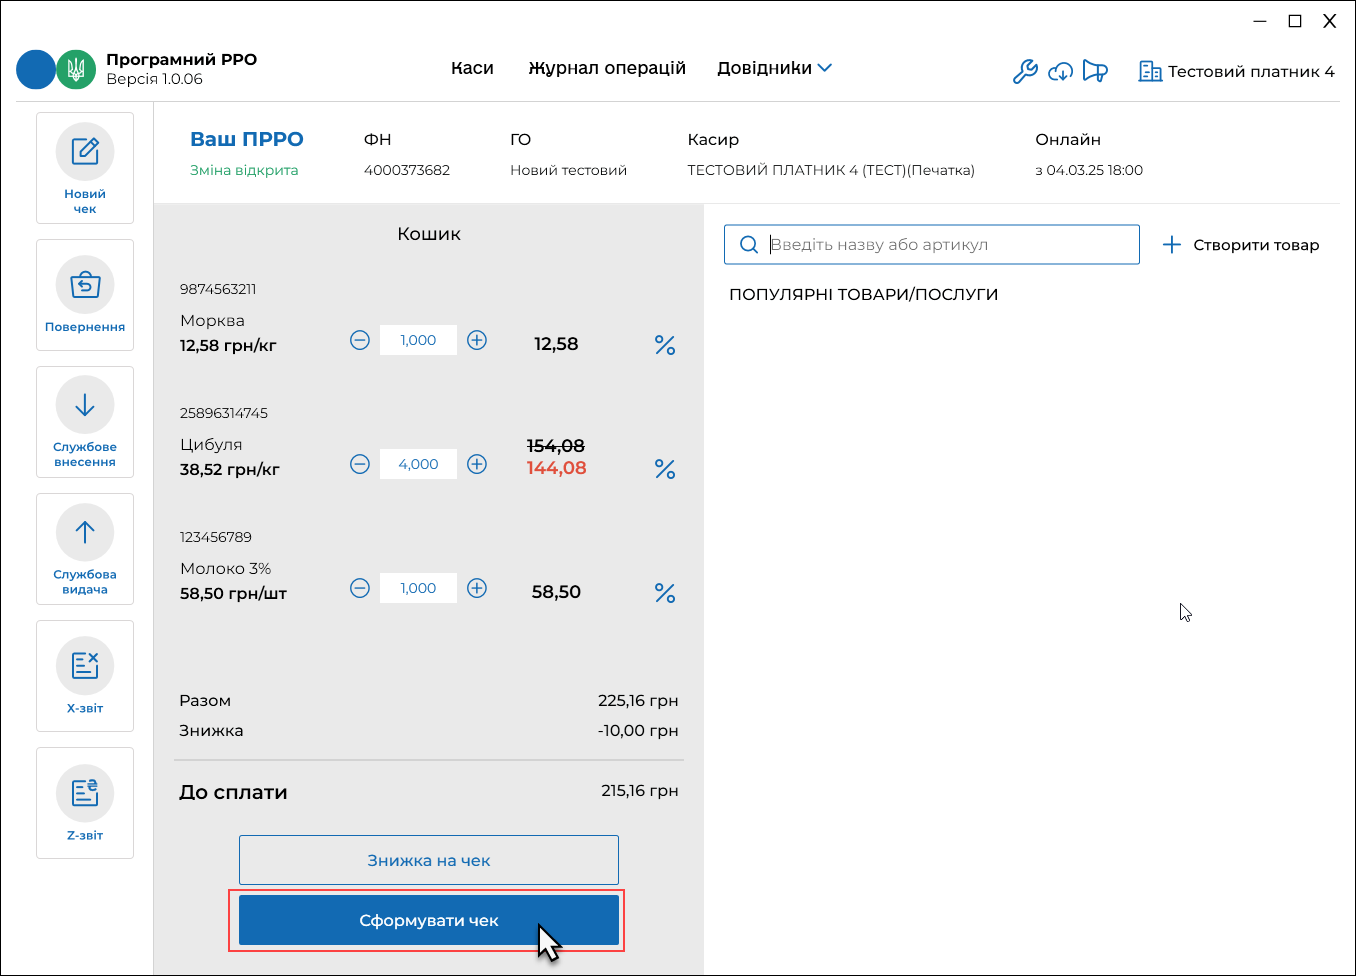 Програмний РРО
Версія 1.0.06
Каси
Журнал операцій
Довідники
Тестовий платник 4
Новий
чек
Повернення
Службове
внесення
Службова
видача
X-звіт
Z-звіт
Ваш ПРРО
Зміна відкрита
ФН
4000373682
ГО
Новий тестовий
Касир
ТЕСТОВИЙ ПЛАТНИК 4 (ТЕСТ)(Печатка)
Онлайн
з 04.03.25 18:00
Кошик
9874563211
Морква
12,58 грн/кг
1,000
12,58
25896314745
Цибуля
38,52 грн/кг
4,000
154,08
144,08
123456789
Молоко 3%
58,50 грн/шт
1,000
58,50
Разом
225,16 грн
Знижка
-10,00 грн
До сплати
215,16 грн
Знижка на чек
Сформувати чек
Введіть назву або артикул
Створити товар
ПОПУЛЯРНІ ТОВАРИ/ПОСЛУГИ